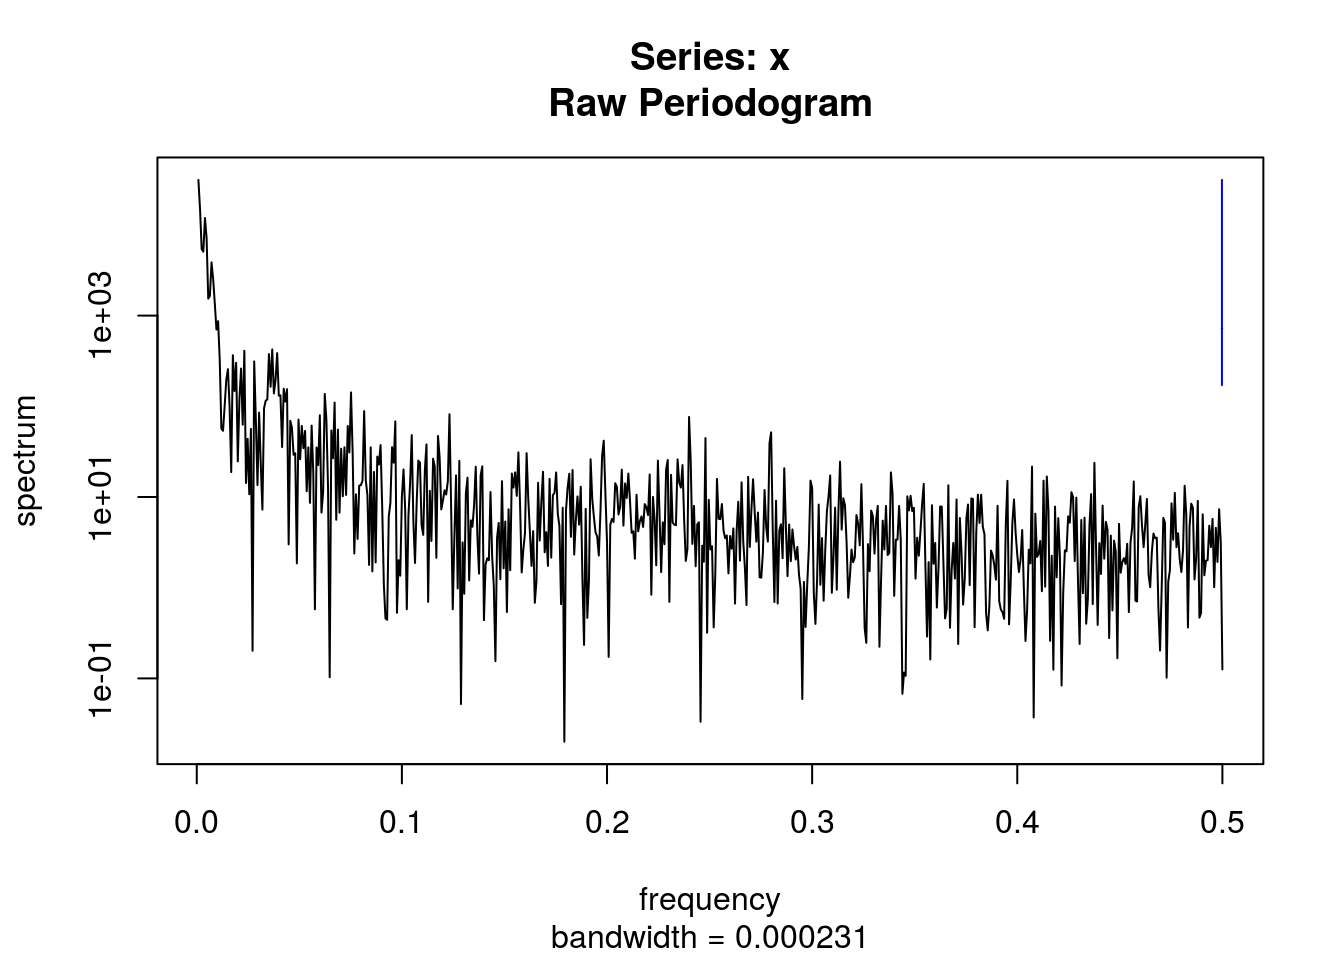 Series: x
Raw Periodogram
spectrum
1e+03
1e+01
1e-01
0.0 0.1 0.2 0.3 0.4 0.5
frequency
bandwidth = 0.000231